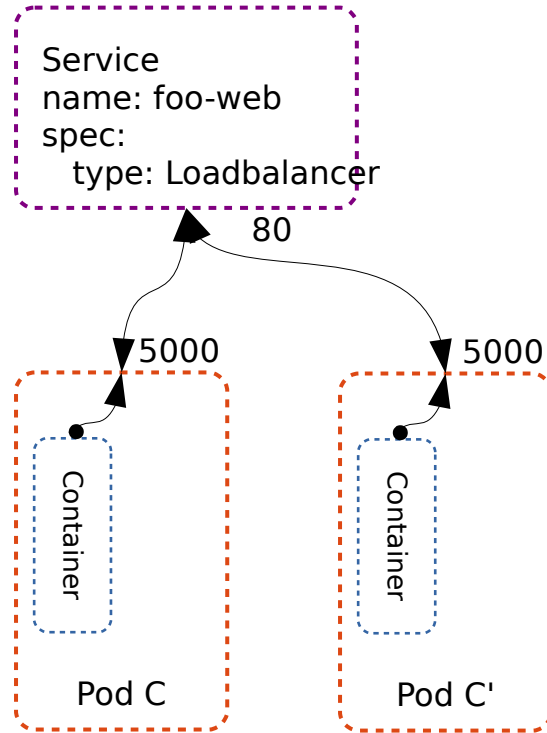 Service
name: foo-web
spec:
type: Loadbalancer
80
5000
5000
Container
Container
Pod C
Pod C'